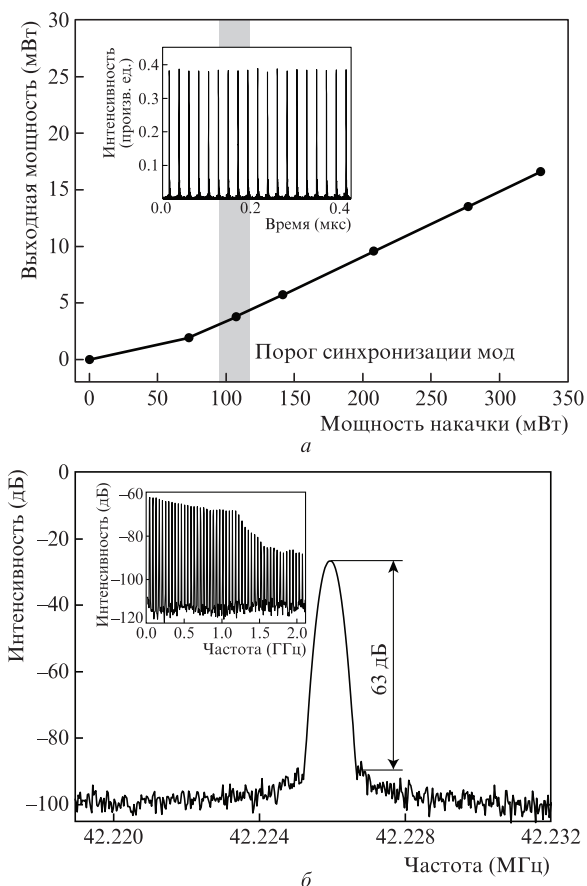 30
25
20
15
10
5
0
Выходная мощность (мВт)
0.4
0.3
0.2
0.1
Интенсивность
(произв. ед.)
0.0 0.2 0.4
Время (мкс)
Порог синхронизации мод
0 50 100 150 200 250 300 350
Мощность накачки (мВт)
а
0
–20
–40
–60
–80
–100
Интенсивность (дБ)
–60
–80
–100
–120
Интенсивность (дБ)
0.0 0.5 1.0 1.5 2.0
Частота (ГГц)
63 дБ
42.220 42.224 42.228 42.232
Частота (МГц)
б